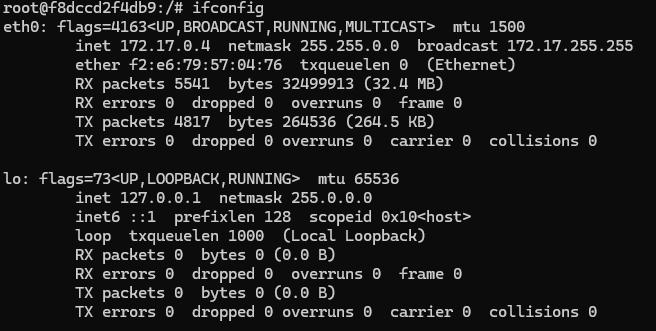 root@f8dccd2f4db9:/# ifconfig
eth0: flags=4163<UP,BROADCAST,RUNNING,MULTICAST>  mtu 1500
        inet 172.17.0.4  netmask 255.255.0.0  broadcast 172.17.255.255
        ether f2:e6:79:57:04:76  txqueuelen 0  (Ethernet)
        RX packets 5541  bytes 32499913 (32.4 MB)
        RX errors 0  dropped 0  overruns 0  frame 0
        TX packets 4817  bytes 264536 (264.5 KB)
        TX errors 0  dropped 0 overruns 0  carrier 0  collisions 0

lo: flags=73<UP,LOOPBACK,RUNNING>  mtu 65536
        inet 127.0.0.1  netmask 255.0.0.0
        inet6 ::1  prefixlen 128  scopeid 0x10<host>
        loop  txqueuelen 1000  (Local Loopback)
        RX packets 0  bytes 0 (0.0 B)
        RX errors 0  dropped 0  overruns 0  frame 0
        TX packets 0  bytes 0 (0.0 B)
        TX errors 0  dropped 0 overruns 0  carrier 0  collisions 0